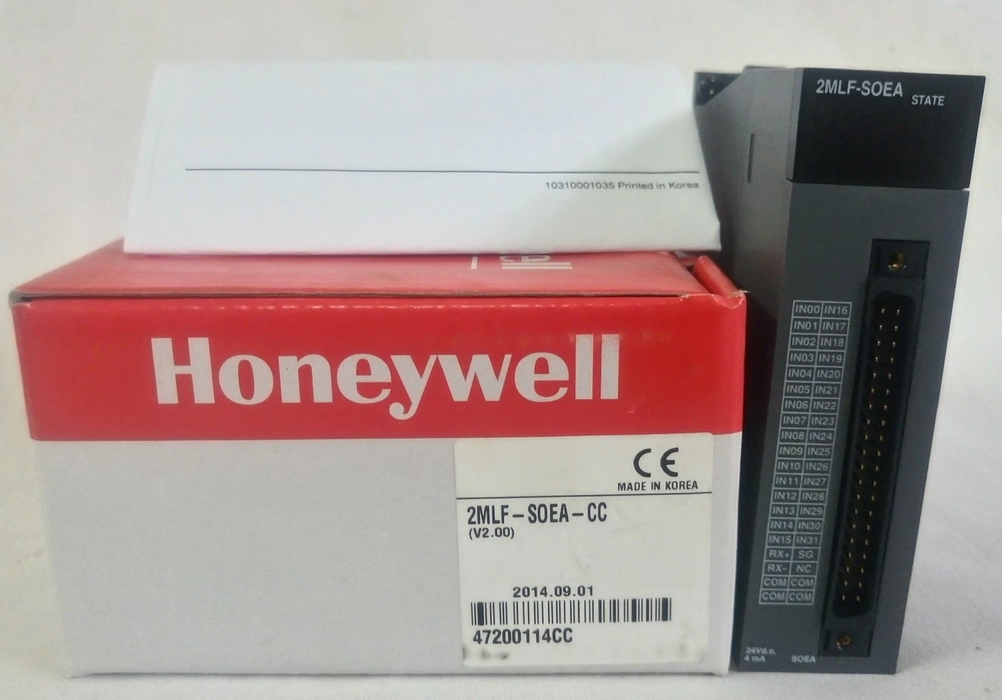 10310001035 Printed in Korea
Honeywell
CE
MADE IN KOREA
2MLF-SOEA-CC
(V2.00)
2014.09.01
47200114CC
2MLF-SOEA
STATE
IN00 IN16
IN01 IN17
IN02 IN18
IN03 IN19
IN04 IN20
IN05 IN21
IN06 IN22
IN07 IN23
IN08 IN24
IN09 IN25
IN10 IN26
IN11 IN27
IN12 IN28
IN13 IN29
IN14 IN30
IN15 IN31
RX+ SG
RX- NC
COM COM
COM COM
24Vd.c.
4 mA
SOEA